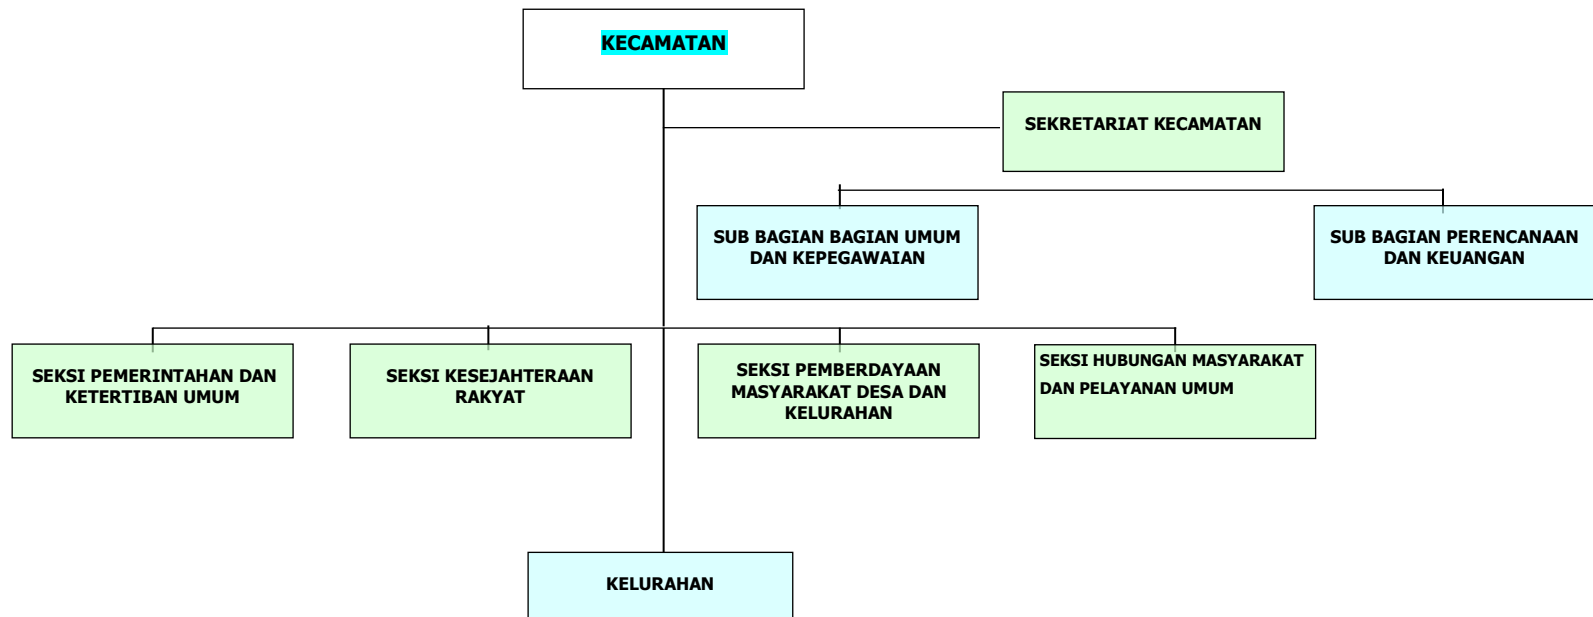 KECAMATAN
SEKRETARIAT KECAMATAN
SUB BAGIAN BAGIAN UMUM
DAN KEPEGAWAIAN
SUB BAGIAN PERENCANAAN
DAN KEUANGAN
SEKSI PEMERINTAHAN DAN
KETERTIBAN UMUM
SEKSI KESEJAHTERAAN
RAKYAT
SEKSI PEMBERDAYAAN
MASYARAKAT DESA DAN
KELURAHAN
SEKSI HUBUNGAN MASYARAKAT
DAN PELAYANAN UMUM
KELURAHAN